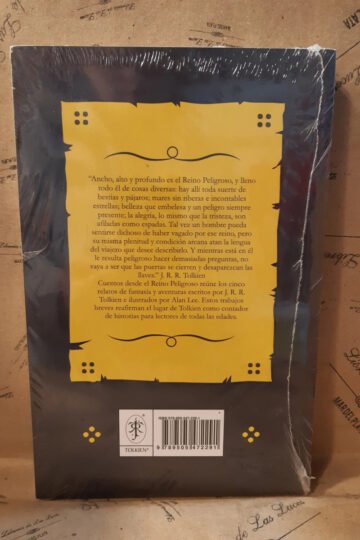 “Ancho, alto y profundo es el Reino Peligroso, y lleno
todo él de cosas diversas: hay allí toda suerte de
bestias y pájaros; mares sin riberas e incontables
estrellas; belleza que embelesa y un peligro siempre
presente; la alegría, lo mismo que la tristeza, son
afiladas como espadas. Tal vez un hombre pueda
sentirse dichoso de haber vagado por ese reino, pero
su misma plenitud y condición arcana atan la lengua
del viajero que desee describirlo. Y mientras está en él
le resulta peligroso hacer demasiadas preguntas, no
vaya a ser que las puertas se cierren y desaparezcan las
llaves.” J. R. R. Tolkien
Cuentos desde el Reino Peligroso reúne los cinco
relatos de fantasía y aventuras escritos por J. R. R.
Tolkien e ilustrados por Alan Lee. Estos trabajos
breves reafirman el lugar de Tolkien como contador
de historias para lectores de todas las edades.
TOLKIEN®
de Las Luces
MARDELPLATA